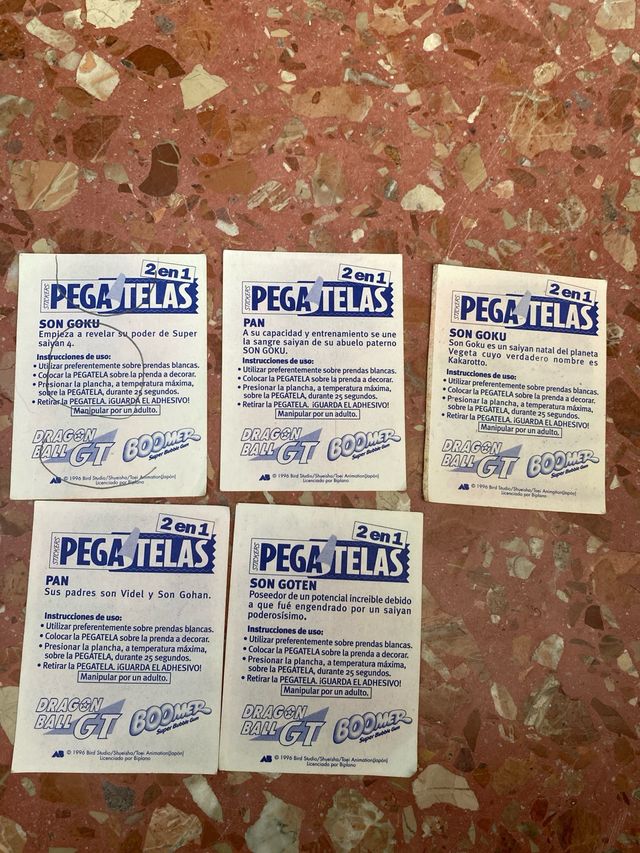 2 en 1
STICKERS
PEGATELAS
SON GOKU
Empieza a revelar su poder de Super
saiyán 4.
Instrucciones de uso:
• Utilizar preferentemente sobre prendas blancas.
• Colocar la PEGATELA sobre la prenda a decorar.
• Presionar la plancha, a temperatura máxima,
sobre la PEGATELA, durante 25 segundos.
• Retirar la PEGATELA. ¡GUARDA EL ADHESIVO!
Manipular por un adulto.
DRAGON
BALL GT
BOOMER
Super Bubble Gum
AB © 1996 Bird Studio/Shueisha/Toei Animation(Japón)
Licenciado por Biplano
2 en 1
STICKERS
PEGATELAS
PAN
A su capacidad y entrenamiento se une
la sangre saiyan de su abuelo paterno
SON GOKU.
Instrucciones de uso:
• Utilizar preferentemente sobre prendas blancas.
• Colocar la PEGATELA sobre la prenda a decorar.
• Presionar la plancha, a temperatura máxima,
sobre la PEGATELA, durante 25 segundos.
• Retirar la PEGATELA. ¡GUARDA EL ADHESIVO!
Manipular por un adulto.
DRAGON
BALL GT
BOOMER
Super Bubble Gum
AB © 1996 Bird Studio/Shueisha/Toei Animation(Japón)
Licenciado por Biplano
2 en 1
STICKERS
PEGATELAS
SON GOKU
Son Goku es un saiyan natal del planeta
Vegeta cuyo verdadero nombre es
Kakarotto.
Instrucciones de uso:
• Utilizar preferentemente sobre prendas blancas.
• Colocar la PEGATELA sobre la prenda a decorar.
• Presionar la plancha, a temperatura máxima,
sobre la PEGATELA, durante 25 segundos.
• Retirar la PEGATELA. ¡GUARDA EL ADHESIVO!
Manipular por un adulto.
DRAGON
BALL GT
BOOMER
Super Bubble Gum
AB © 1996 Bird Studio/Shueisha/Toei Animation(Japón)
Licenciado por Biplano
2 en 1
STICKERS
PEGATELAS
PAN
Sus padres son Videl y Son Gohan.
Instrucciones de uso:
• Utilizar preferentemente sobre prendas blancas.
• Colocar la PEGATELA sobre la prenda a decorar.
• Presionar la plancha, a temperatura máxima,
sobre la PEGATELA, durante 25 segundos.
• Retirar la PEGATELA. ¡GUARDA EL ADHESIVO!
Manipular por un adulto.
DRAGON
BALL GT
BOOMER
Super Bubble Gum
AB © 1996 Bird Studio/Shueisha/Toei Animation(Japón)
Licenciado por Biplano
2 en 1
STICKERS
PEGATELAS
SON GOTEN
Poseedor de un potencial increible debido
a que fué engendrado por un saiyan
poderosísimo.
Instrucciones de uso:
• Utilizar preferentemente sobre prendas blancas.
• Colocar la PEGATELA sobre la prenda a decorar.
• Presionar la plancha, a temperatura máxima,
sobre la PEGATELA, durante 25 segundos.
• Retirar la PEGATELA. ¡GUARDA EL ADHESIVO!
Manipular por un adulto.
DRAGON
BALL GT
BOOMER
Super Bubble Gum
AB © 1996 Bird Studio/Shueisha/Toei Animation(Japón)
Licenciado por Biplano